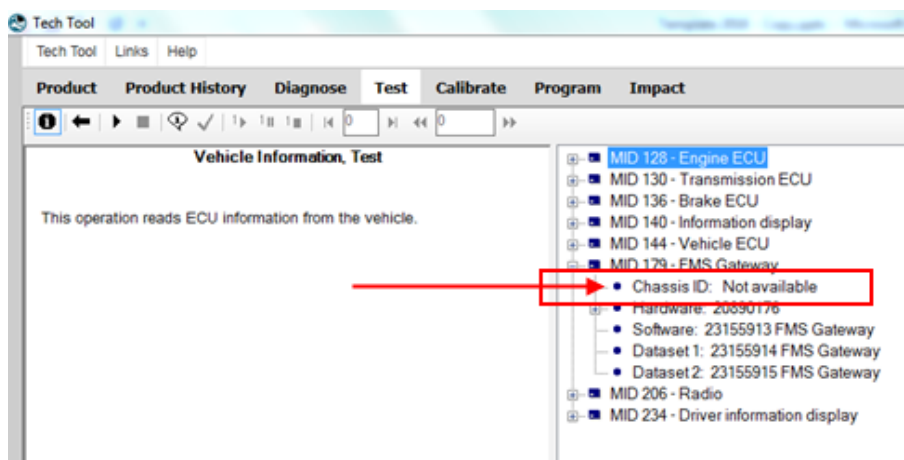 Tech Tool
Tech Tool Links Help
Product Product History Diagnose Test Calibrate Program Impact
0 0
Vehicle Information, Test
This operation reads ECU information from the vehicle.
MID 128 - Engine ECU
MID 130 - Transmission ECU
MID 136 - Brake ECU
MID 140 - Information display
MID 144 - Vehicle ECU
MID 179 - FMS Gateway
Chassis ID: Not available
Hardware: 20890176
Software: 23155913 FMS Gateway
Dataset 1: 23155914 FMS Gateway
Dataset 2: 23155915 FMS Gateway
MID 206 - Radio
MID 234 - Driver information display